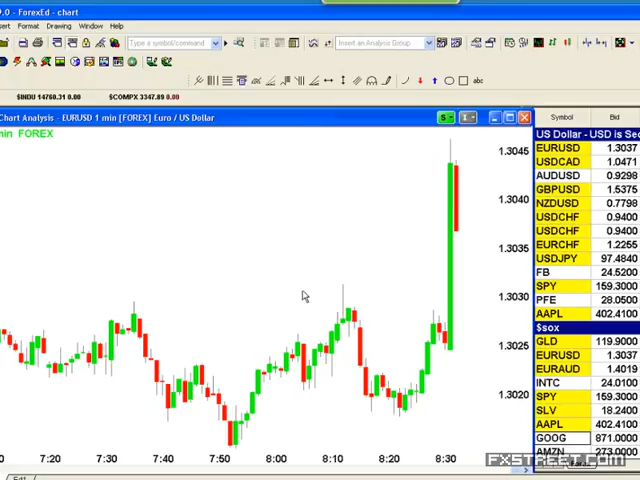 .0 - ForexEd - chart
Insert Format Drawing Window Help
Type a symbol/command
Insert an Analysis Group
abc
$INDU 14760.31 0.00 $COMPX 3347.89 0.00
Chart Analysis - EURUSD 1 min [FOREX] Euro / US Dollar
S
I
Symbol Bid
min FOREX
US Dollar - USD is Sec
EURUSD 1.3037
USDCAD 1.0471
AUDUSD 0.9298
GBPUSD 1.5375
NZDUSD 0.7798
USDCHF 0.9400
USDCHF 0.9400
EURCHF 1.2255
USDJPY 97.4840
FB 24.5200
SPY 159.3000
PFE 28.0500
AAPL 402.4100
$sox
GLD 119.9000
EURUSD 1.3037
EURAUD 1.4019
INTC 24.0300
SPY 159.3000
SLV 18.2400
AAPL 402.4100
GOOG 871.0000
AMZN 273.0000
1.3045
1.3040
1.3035
1.3030
1.3025
1.3020
7:20 7:30 7:40 7:50 8:00 8:10 8:20 8:30
FXSTREET.COM